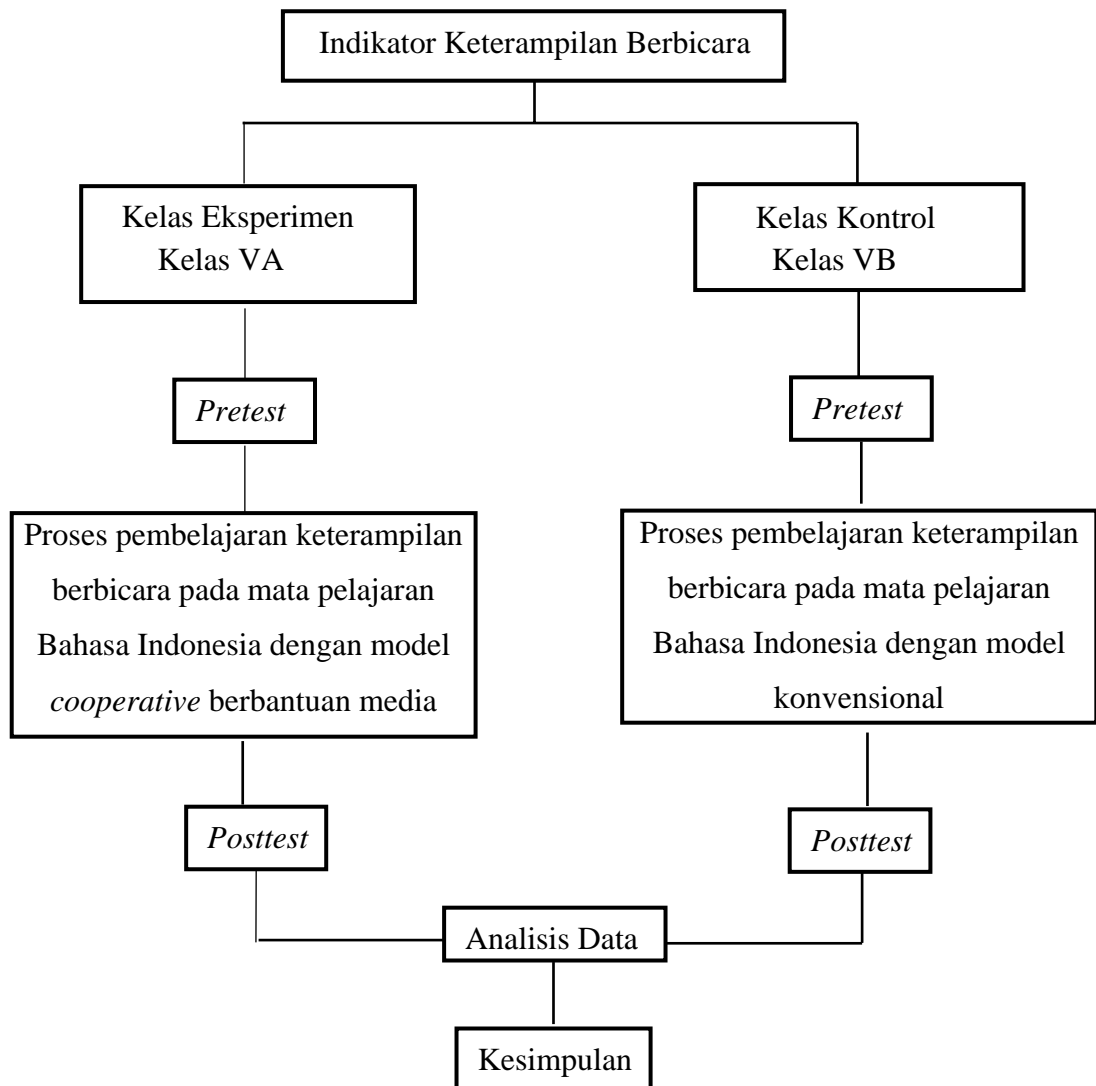 Indikator Keterampilan Berbicara
Kelas Eksperimen
Kelas VA
Kelas Kontrol
Kelas VB
Pretest
Pretest
Proses pembelajaran keterampilan
berbicara pada mata pelajaran
Bahasa Indonesia dengan model
cooperative berbantuan media
Proses pembelajaran keterampilan
berbicara pada mata pelajaran
Bahasa Indonesia dengan model
konvensional
Posttest
Posttest
Analisis Data
Kesimpulan